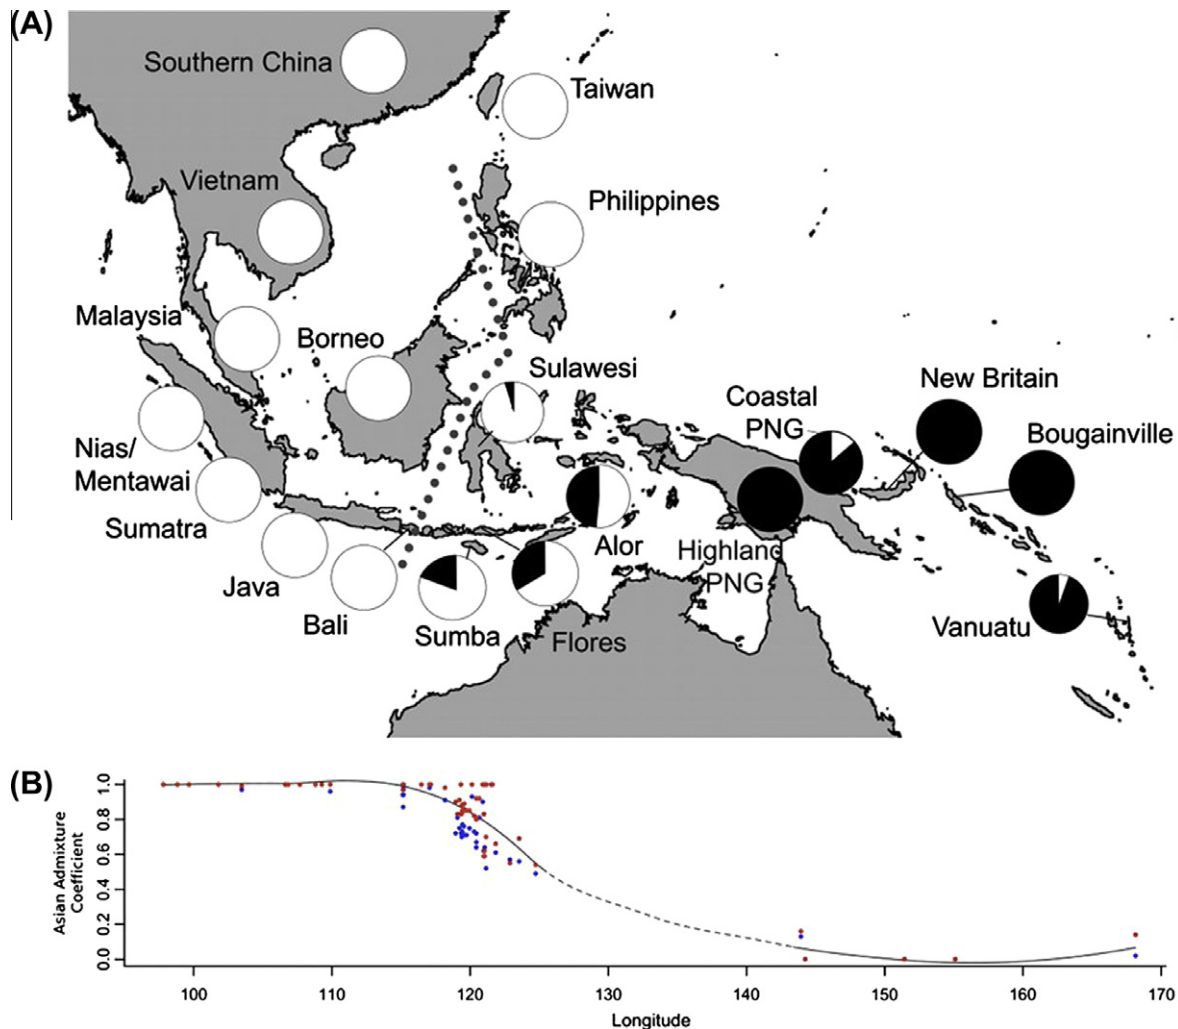 (A)
Southern China
Taiwan
Vietnam
Philippines
Malaysia
Borneo
Sulawesi
Coastal
PNG
New Britain
Bougainville
Nias/
Mentawai
Sumatra
Java
Bali
Sumba
Flores
Alor
Highland
PNG
Vanuatu
(B)
Asian Admixture
Coefficient
1.0
0.8
0.6
0.4
0.2
0.0
100 110 120 130 140 150 160 170
Longitude